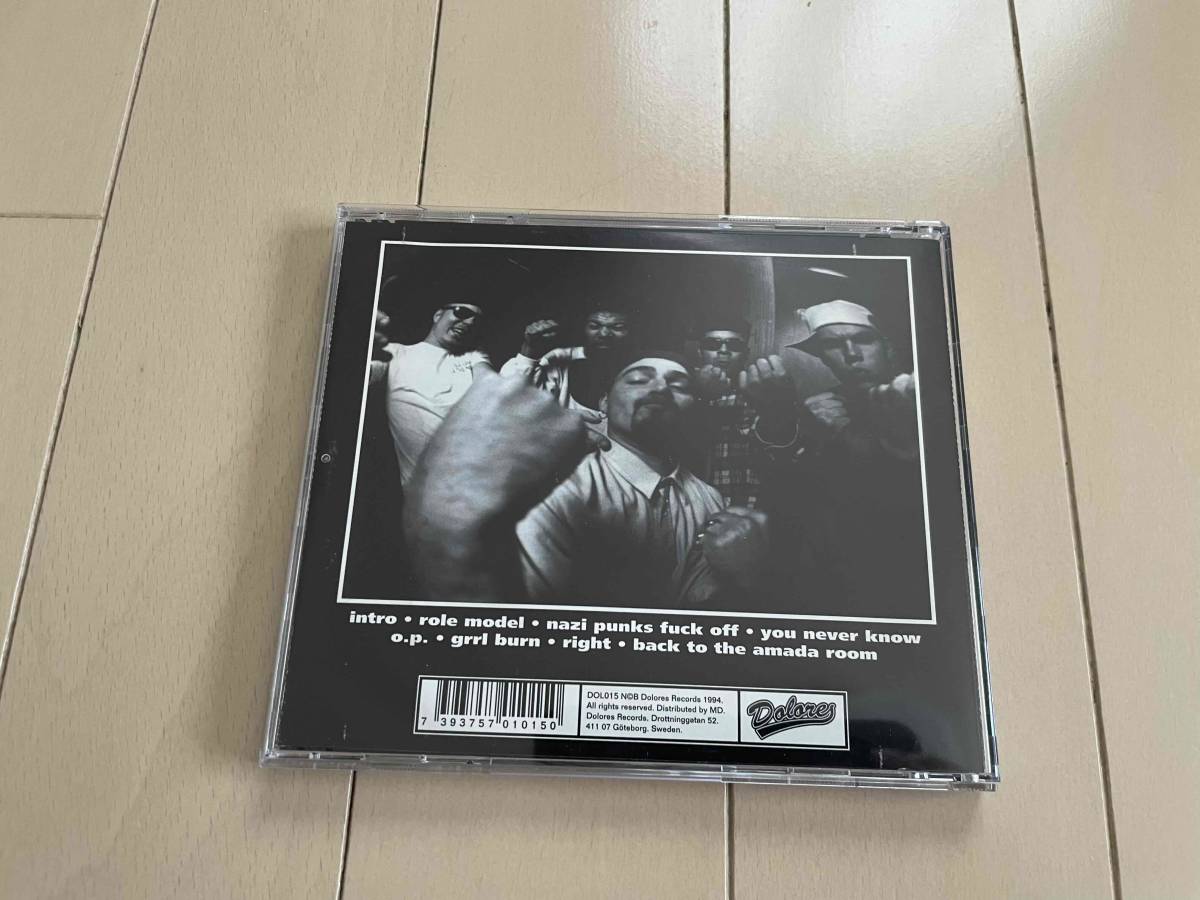 intro • role model • nazi punks fuck off • you never know
o.p. • grrl burn • right • back to the amada room
7 393757 010150
DOL015 N©B Dolores Records 1994.
All rights reserved. Distributed by MD.
Dolores Records. Drottninggatan 52.
411 07 Göteborg. Sweden.
Dolores